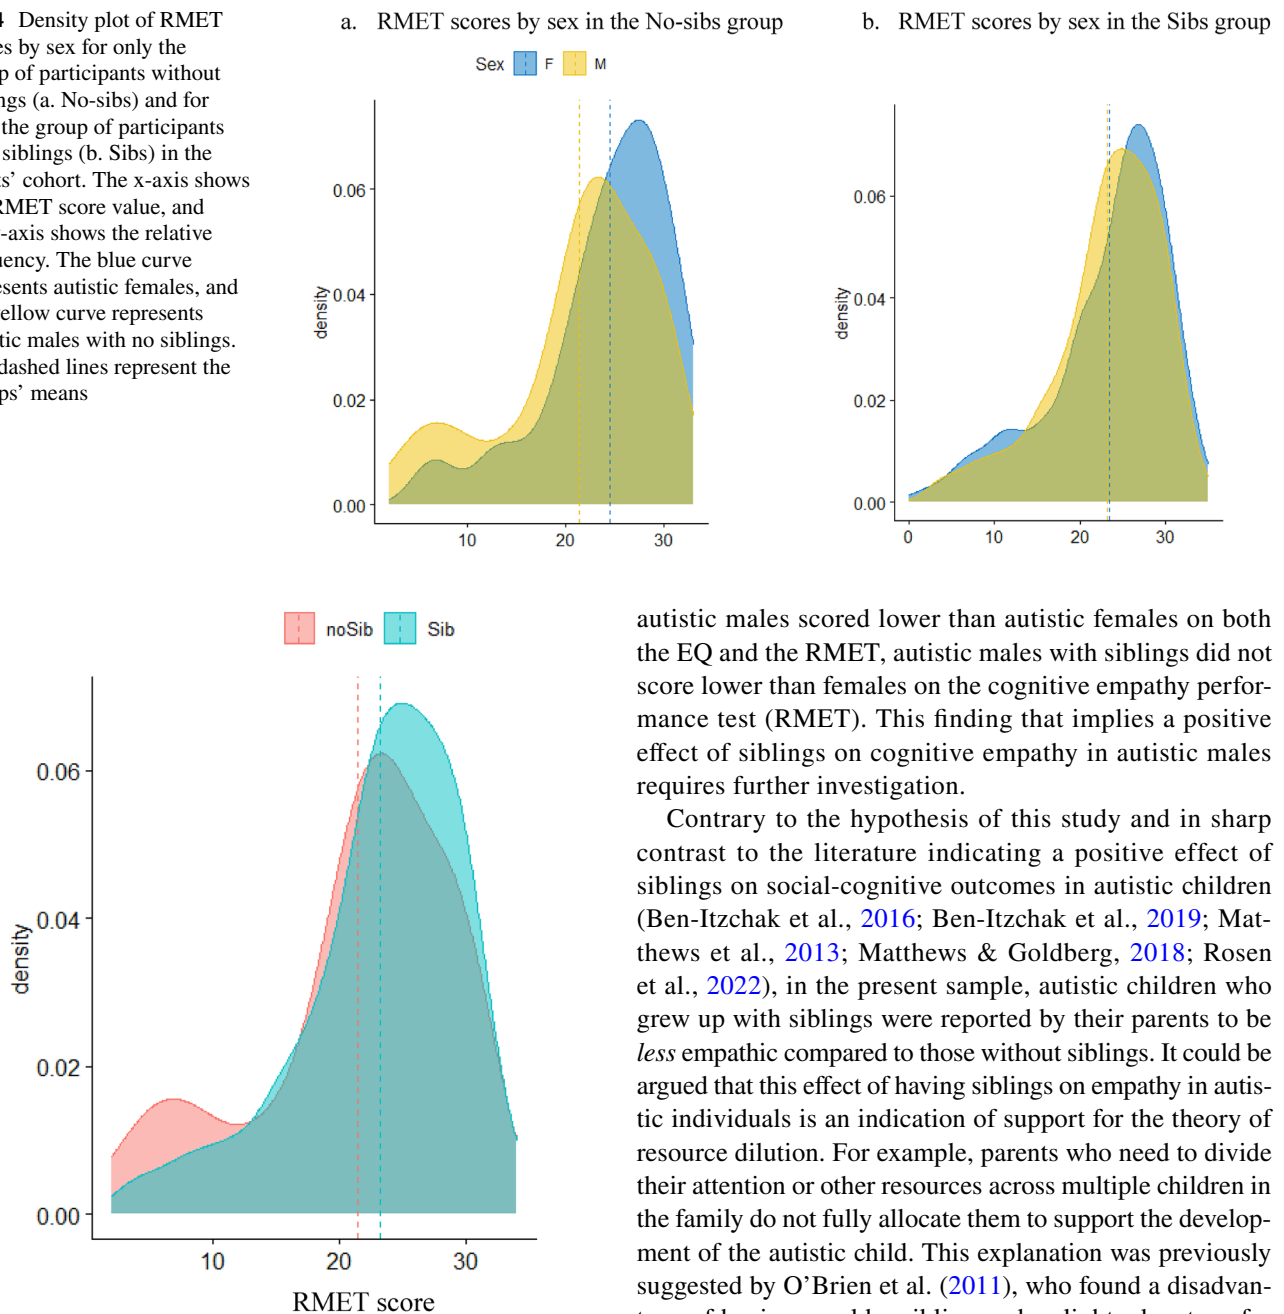 4 Density plot of RMET
es by sex for only the
p of participants without
ngs (a. No-sibs) and for
the group of participants
siblings (b. Sibs) in the
ts’ cohort. The x-axis shows
RMET score value, and
-axis shows the relative
uency. The blue curve
esents autistic females, and
ellow curve represents
tic males with no siblings.
dashed lines represent the
ps’ means
a. RMET scores by sex in the No-sibs group
Sex F M
density
0.06
0.04
0.02
0.00
10 20 30
b. RMET scores by sex in the Sibs group
density
0.06
0.04
0.02
0.00
0 10 20 30
noSib Sib
density
0.06
0.04
0.02
0.00
10 20 30
RMET score
autistic males scored lower than autistic females on both
the EQ and the RMET, autistic males with siblings did not
score lower than females on the cognitive empathy perfor-
mance test (RMET). This finding that implies a positive
effect of siblings on cognitive empathy in autistic males
requires further investigation.
Contrary to the hypothesis of this study and in sharp
contrast to the literature indicating a positive effect of
siblings on social-cognitive outcomes in autistic children
(Ben-Itzchak et al., 2016; Ben-Itzchak et al., 2019; Mat-
thews et al., 2013; Matthews & Goldberg, 2018; Rosen
et al., 2022), in the present sample, autistic children who
grew up with siblings were reported by their parents to be
less empathic compared to those without siblings. It could be
argued that this effect of having siblings on empathy in autis-
tic individuals is an indication of support for the theory of
resource dilution. For example, parents who need to divide
their attention or other resources across multiple children in
the family do not fully allocate them to support the develop-
ment of the autistic child. This explanation was previously
suggested by O’Brien et al. (2011), who found a disadvan-